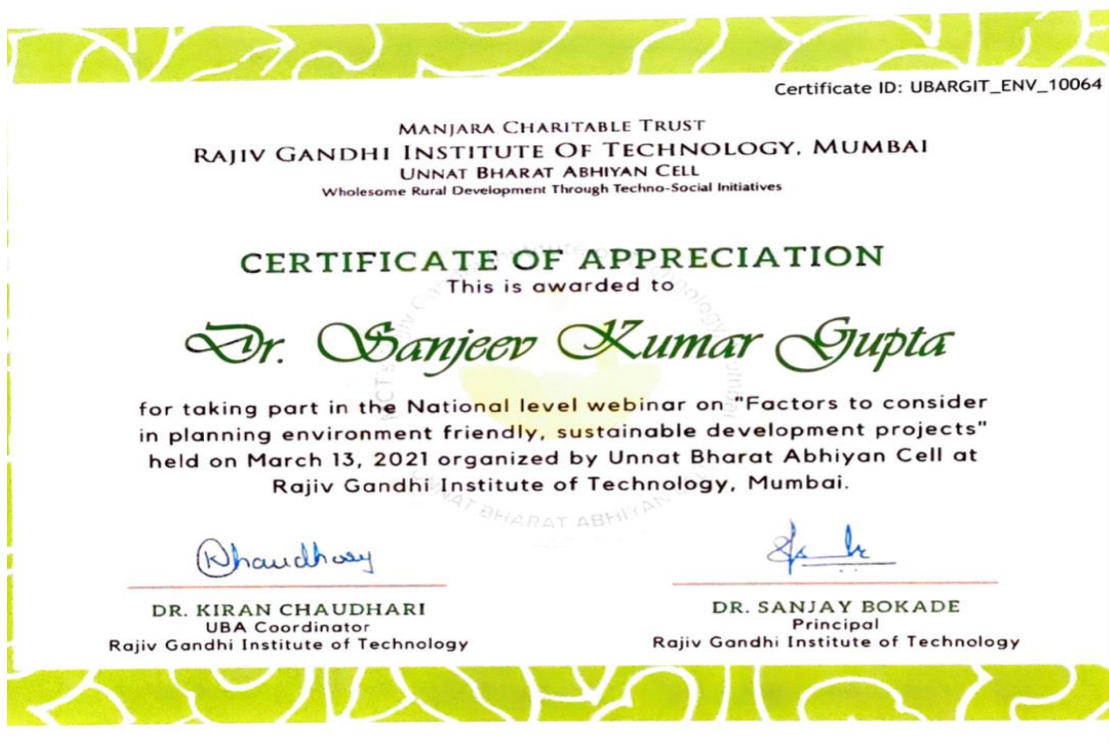 Certificate ID: UBARGIT_ENV_10064
MANJARA CHARITABLE TRUST
RAJIV GANDHI INSTITUTE OF TECHNOLOGY, MUMBAI
UNNAT BHARAT ABHIYAN CELL
Wholesome Rural Development Through Techno-Social Initiatives
CERTIFICATE OF APPRECIATION
This is awarded to
Dr. Sanjeev Kumar Gupta
for taking part in the National level webinar on "Factors to consider
in planning environment friendly, sustainable development projects"
held on March 13, 2021 organized by Unnat Bharat Abhiyan Cell at
Rajiv Gandhi Institute of Technology, Mumbai.
UNNAT BHARAT ABHIYAN
DR. KIRAN CHAUDHARI
UBA Coordinator
Rajiv Gandhi Institute of Technology
DR. SANJAY BOKADE
Principal
Rajiv Gandhi Institute of Technology